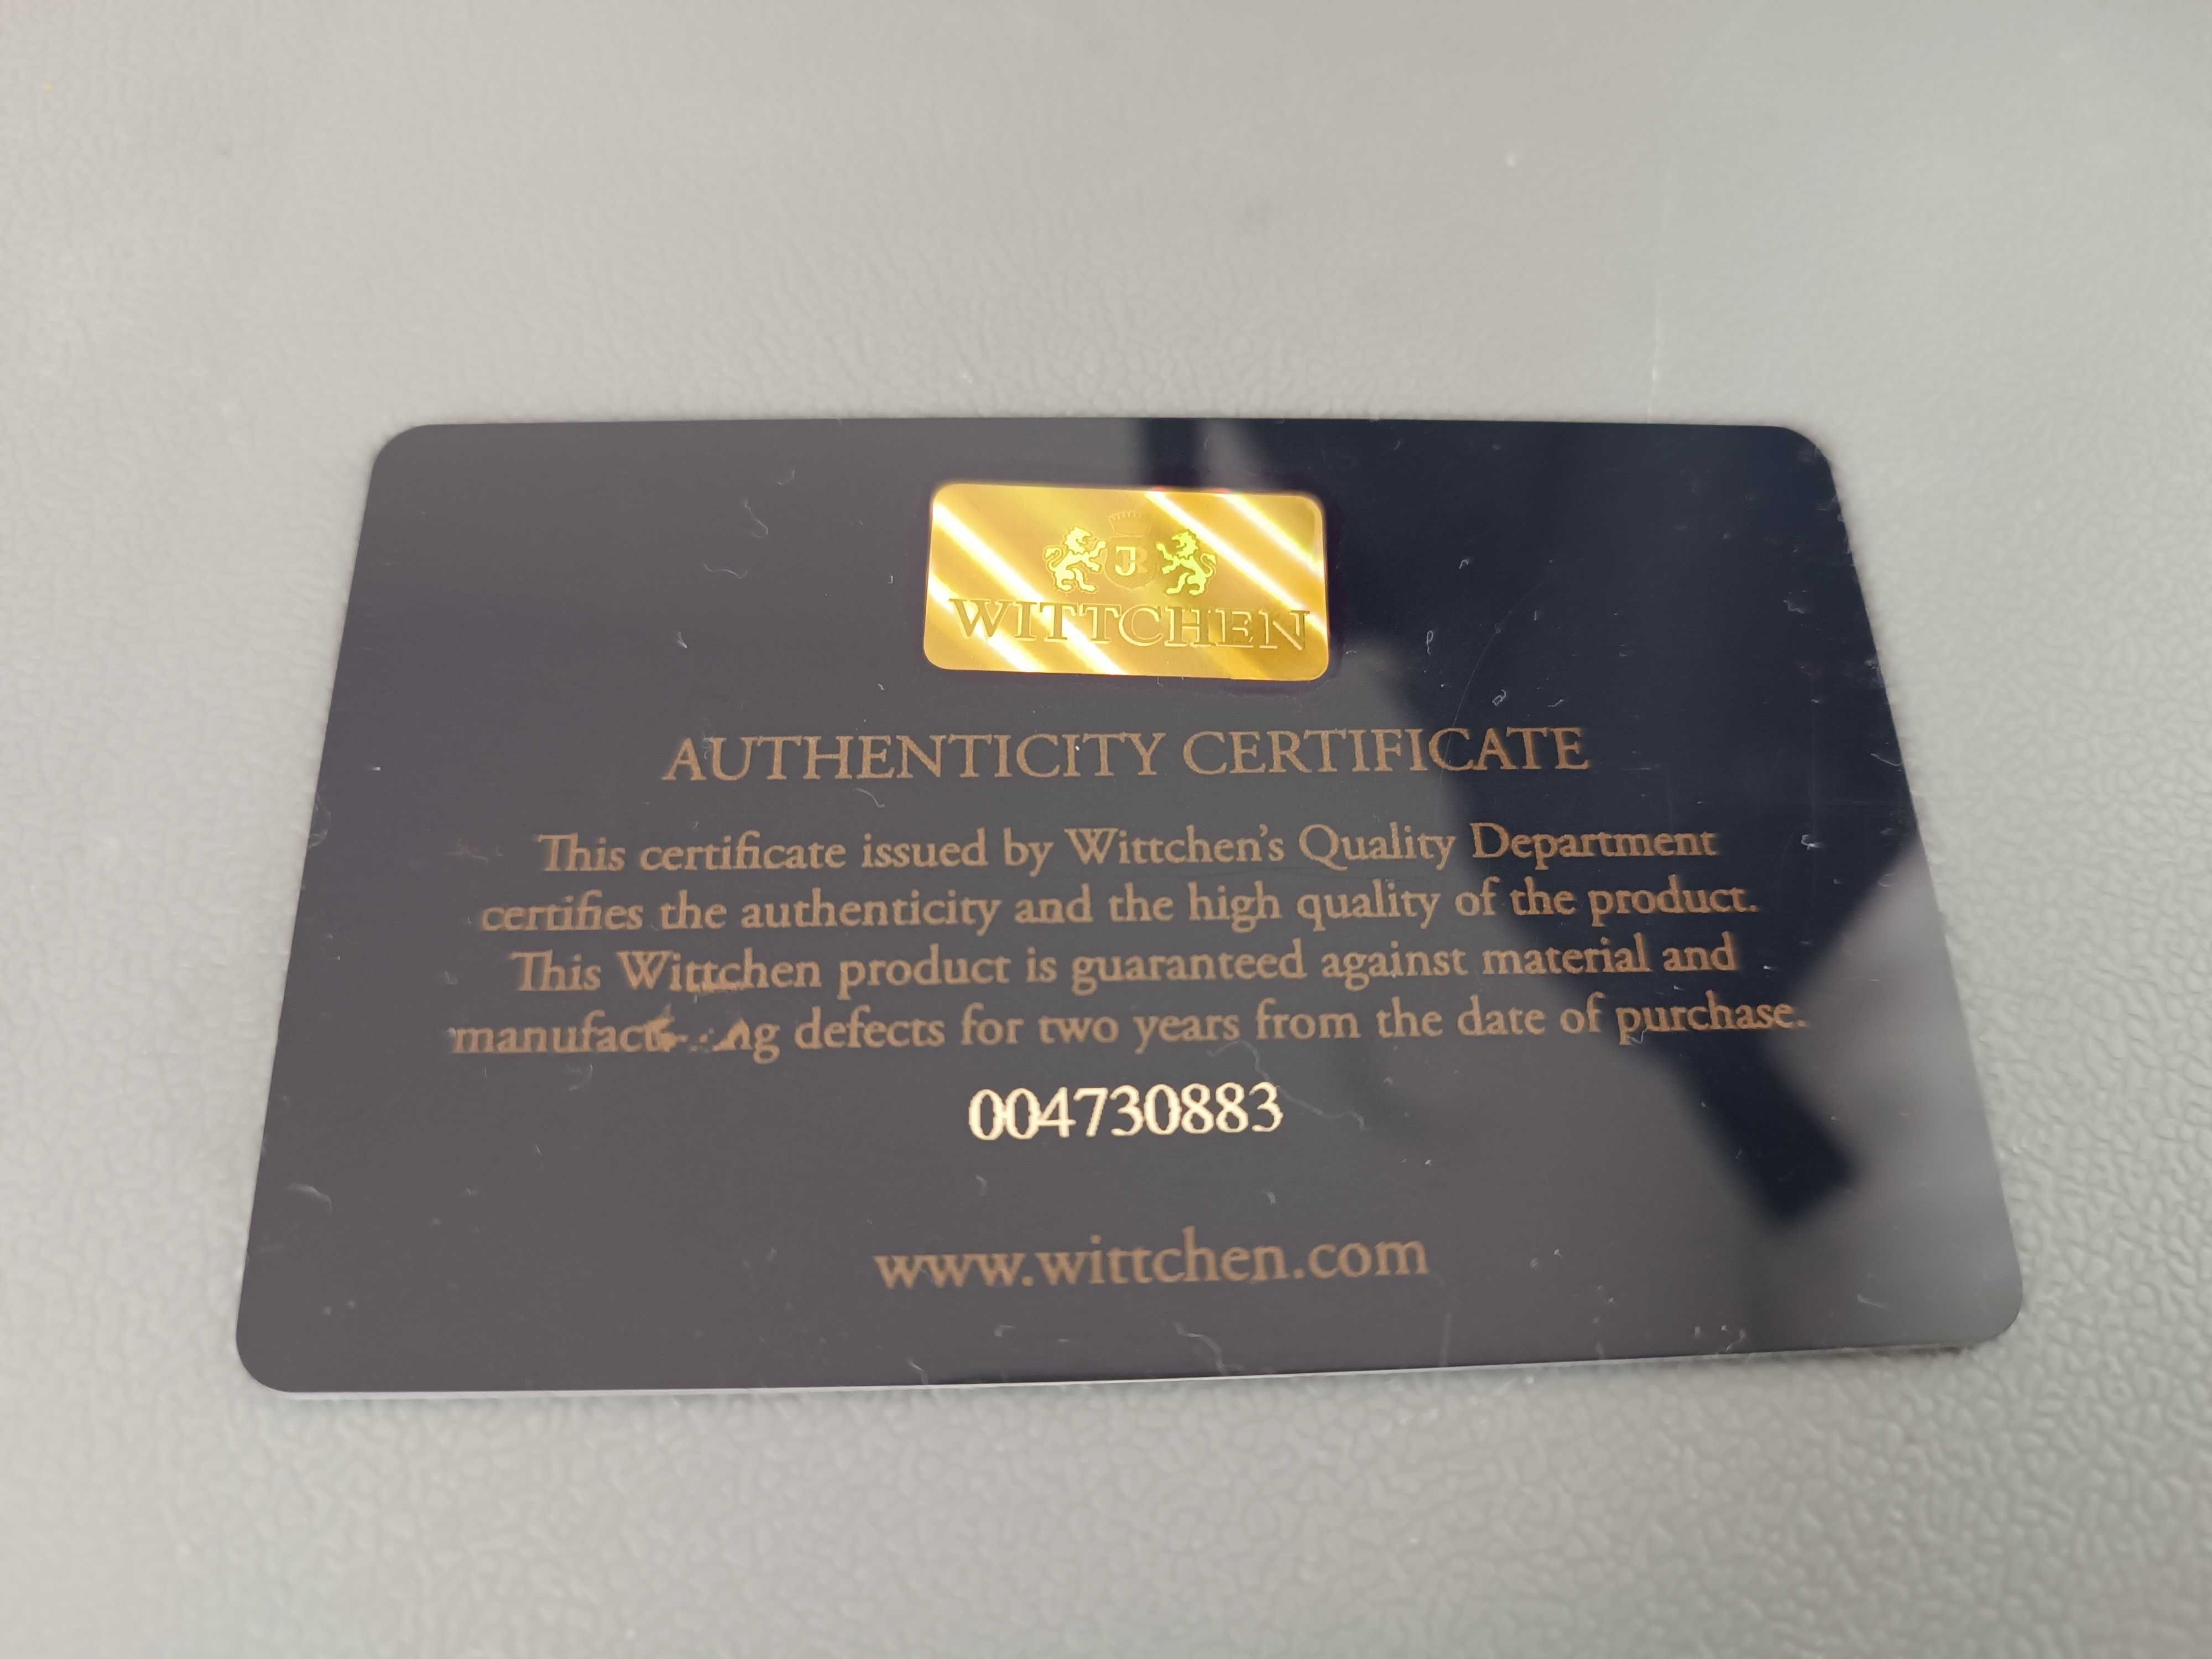 JR
WITTCHEN
AUTHENTICITY CERTIFICATE
This certificate issued by Wittchen's Quality Department
certifies the authenticity and the high quality of the product.
This Wittchen product is guaranteed against material and
defects for two years from the date of purchase.
004730883
www.wittchen.com